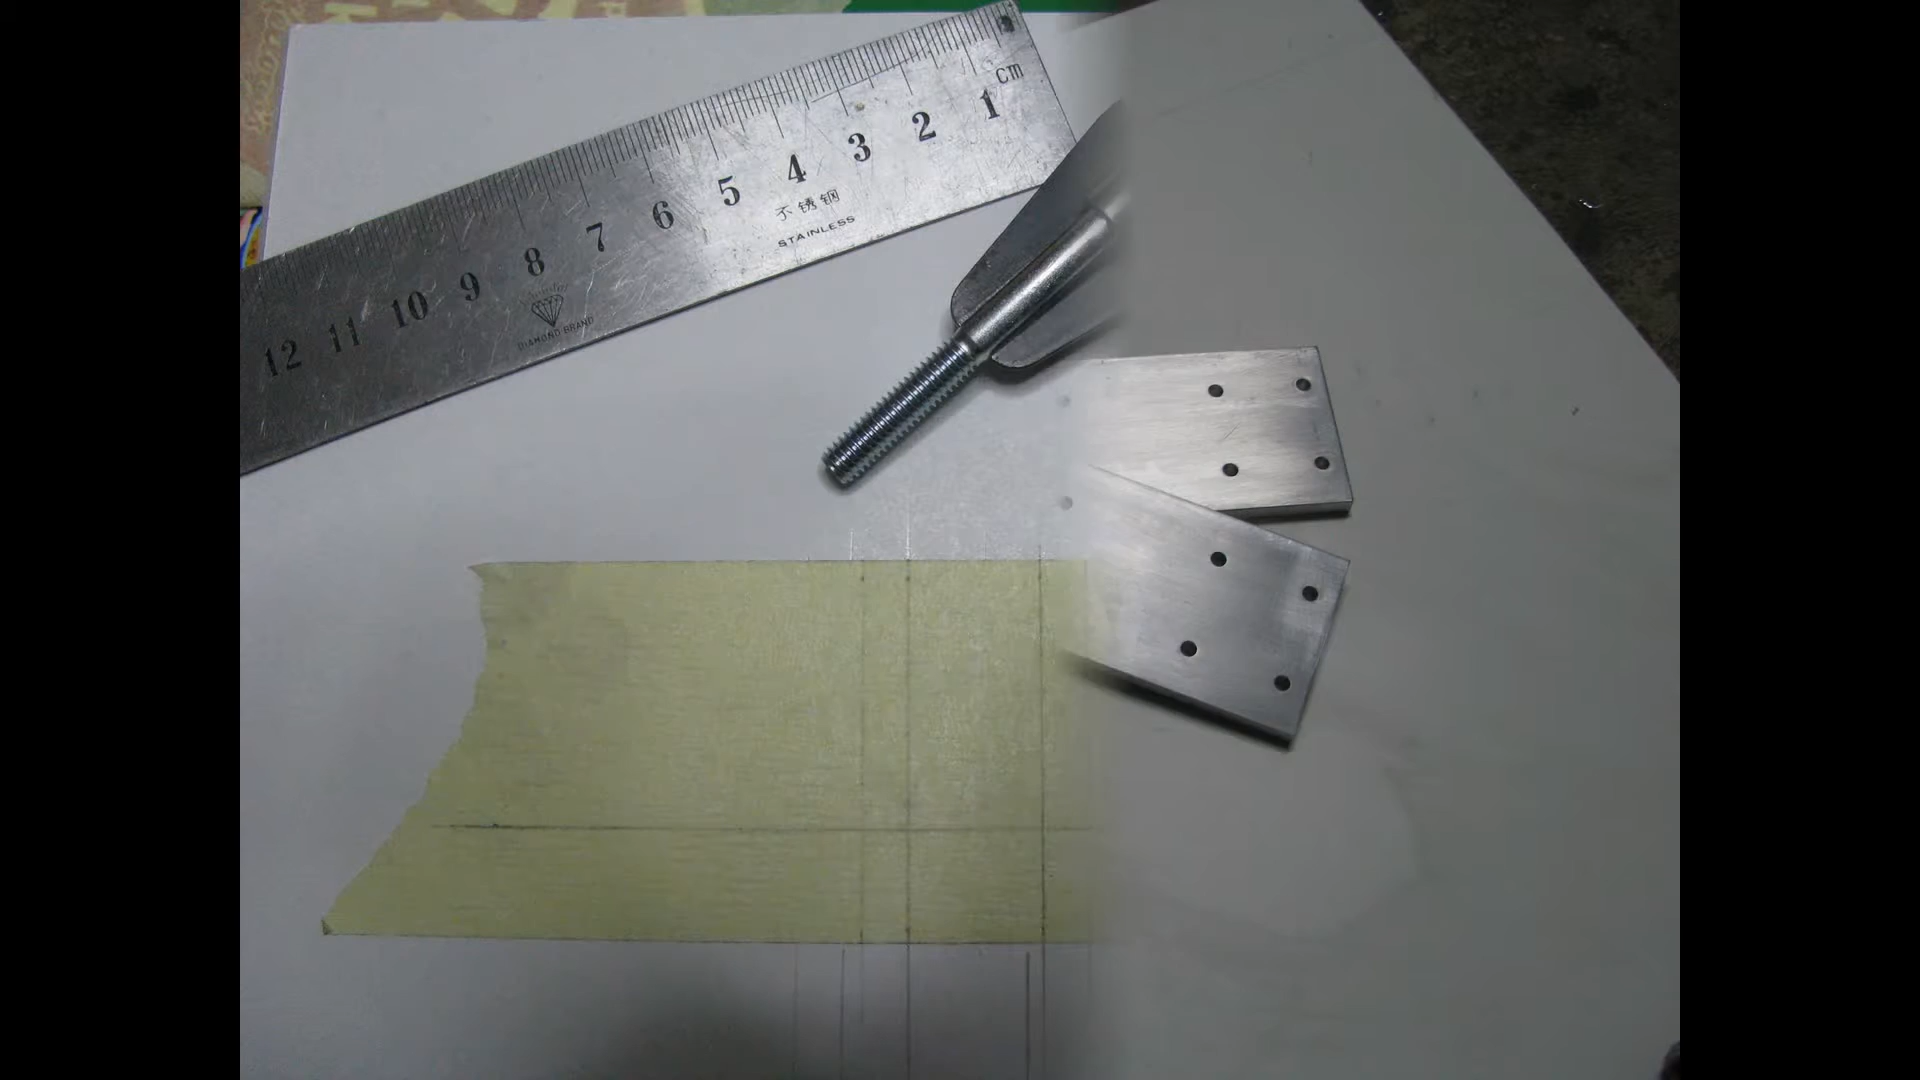 cm
1 2 3 4 5 6 7 8 9 10 11 12
不锈钢
STAINLESS
DIAMOND BRAND